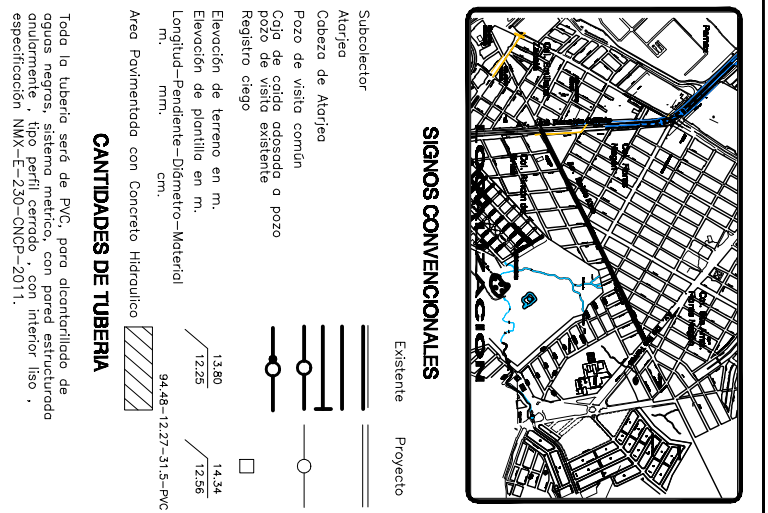 LOCALIZACION
SIGNOS CONVENCIONALES
Existente Proyecto
Subcolector
Atarjea
Cabeza de Atarjea
Pozo de visita común
Caja de caida adosada a pozo
pozo de visita existente
Registro ciego
Elevación de terreno en m.
Elevación de plantilla en m.
13.80
12.25
14.34
12.56
Longitud-Pendiente-Diámetro-Material
m. mm. cm.
94.48-12.27-31.5-PVC
Area Pavimentada con Concreto Hidraulico
CANTIDADES DE TUBERIA
Toda la tuberia será de PVC, para alcantarillado de
aguas negras, sistema metrico, con pared estructurada
anularmente , tipo perfil cerrado , con interior liso ,
especificación NMX-E-230-CNCP-2011.